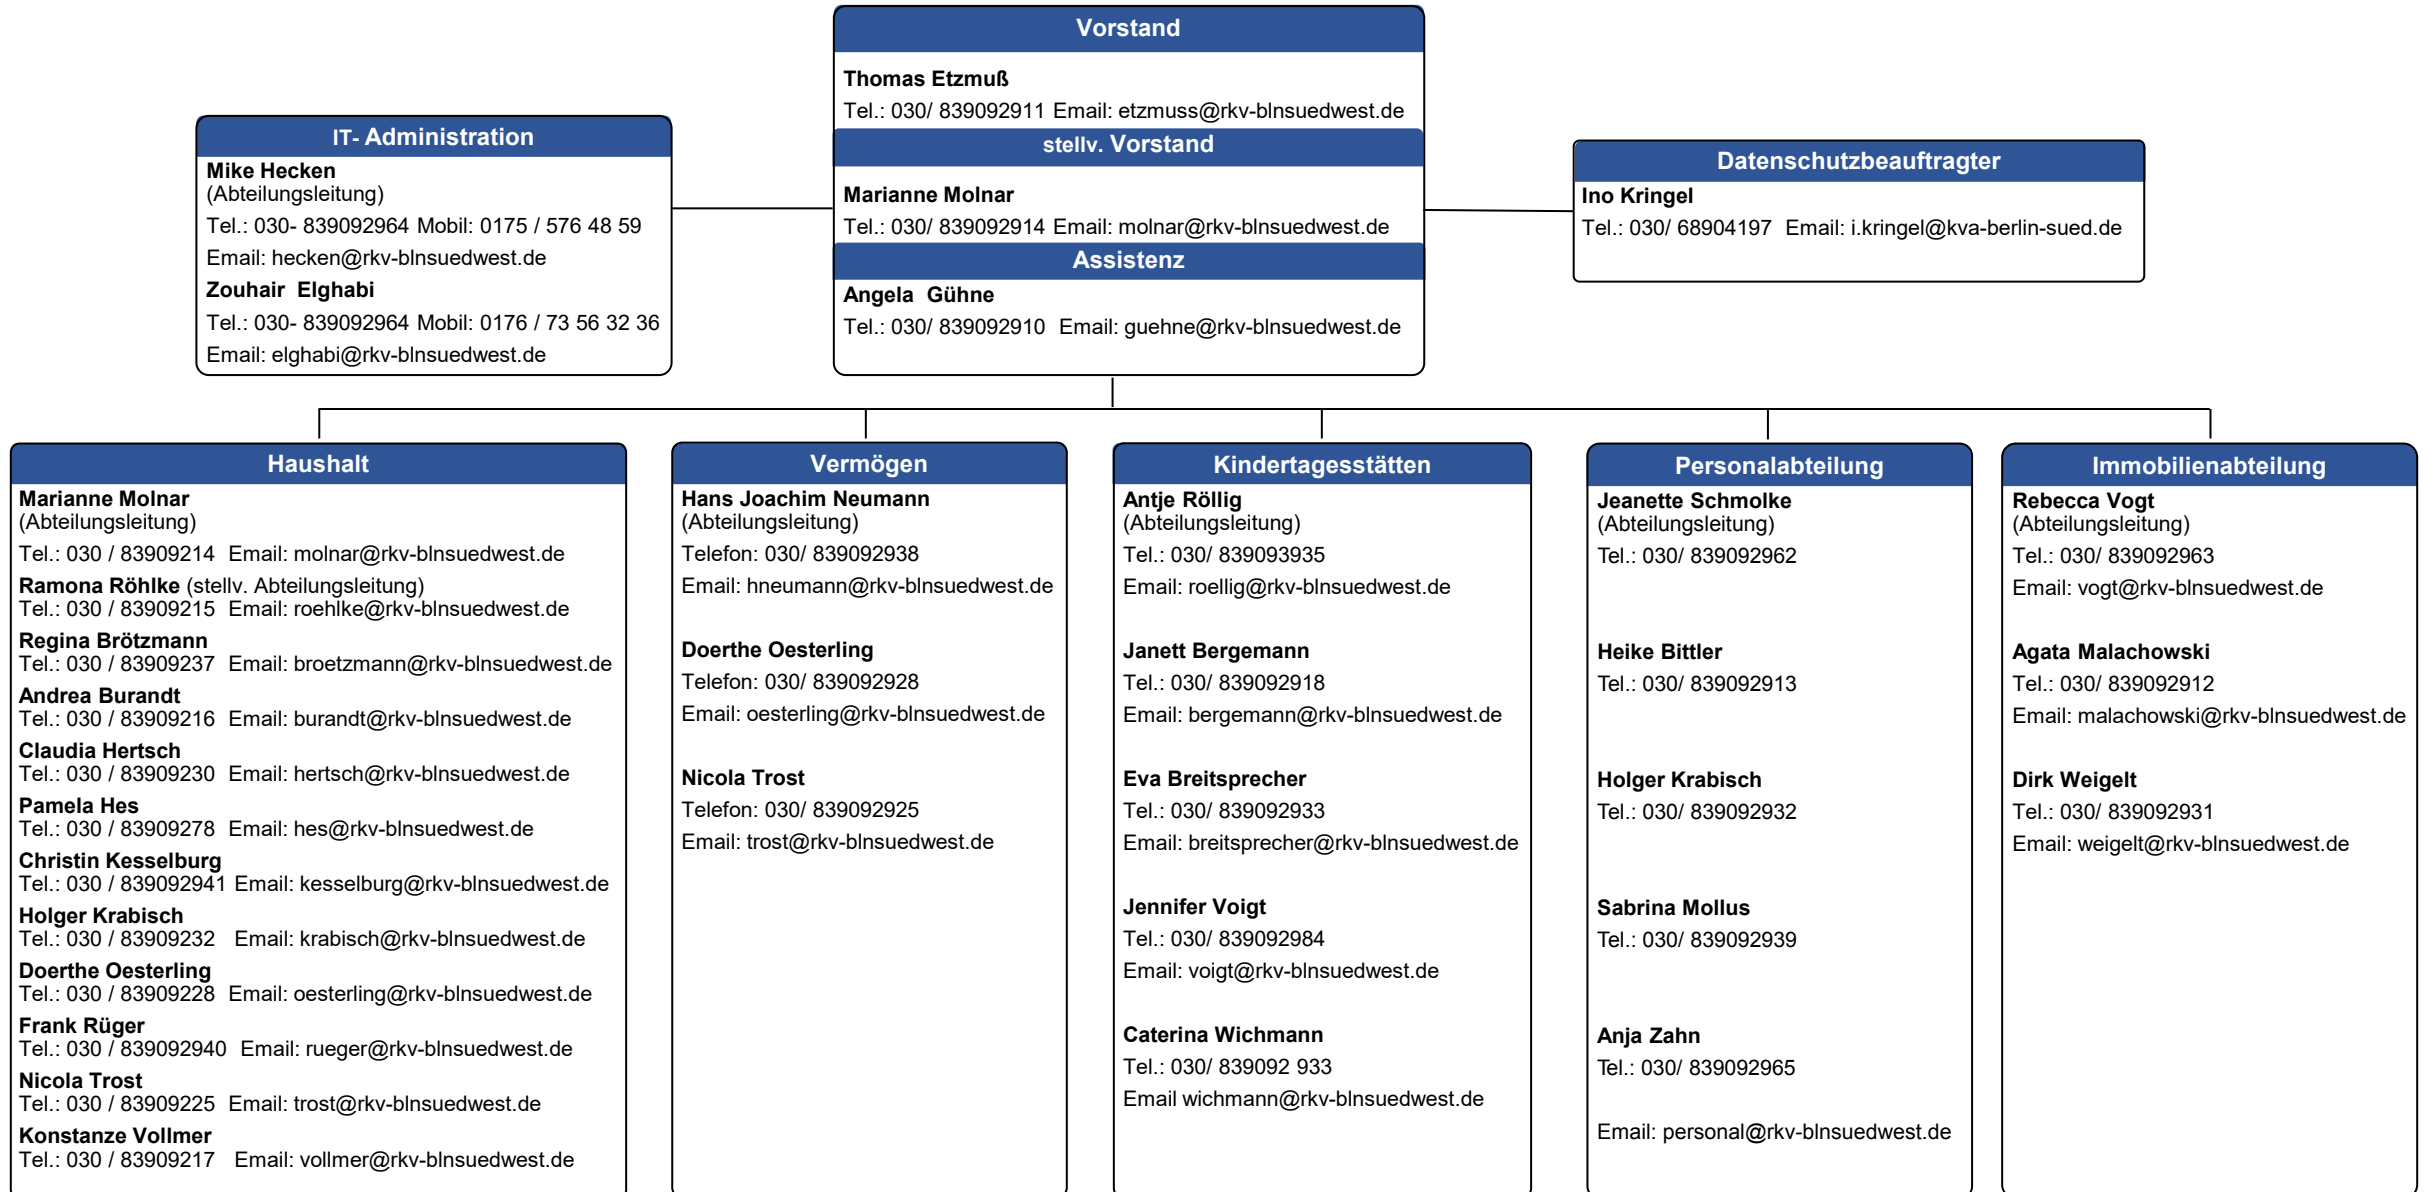 Vorstand
Thomas Etzmuß
Tel.: 030/ 839092911 Email: etzmuss@rkv-blnsuedwest.de
stellv. Vorstand
Marianne Molnar
Tel.: 030/ 839092914 Email: molnar@rkv-blnsuedwest.de
Assistenz
Angela Gühne
Tel.: 030/ 839092910 Email: guehne@rkv-blnsuedwest.de
IT- Administration
Mike Hecken
(Abteilungsleitung)
Tel.: 030- 839092964 Mobil: 0175 / 576 48 59
Email: hecken@rkv-blnsuedwest.de
Zouhair Elghabi
Tel.: 030- 839092964 Mobil: 0176 / 73 56 32 36
Email: elghabi@rkv-blnsuedwest.de
Datenschutzbeauftragter
Ino Kringel
Tel.: 030/ 68904197 Email: i.kringel@kva-berlin-sued.de
Haushalt
Marianne Molnar
(Abteilungsleitung)
Tel.: 030 / 83909214 Email: molnar@rkv-blnsuedwest.de
Ramona Röhlke (stellv. Abteilungsleitung)
Tel.: 030 / 83909215 Email: roehlke@rkv-blnsuedwest.de
Regina Brötzmann
Tel.: 030 / 83909237 Email: broetzmann@rkv-blnsuedwest.de
Andrea Burandt
Tel.: 030 / 83909216 Email: burandt@rkv-blnsuedwest.de
Claudia Hertsch
Tel.: 030 / 83909230 Email: hertsch@rkv-blnsuedwest.de
Pamela Hes
Tel.: 030 / 83909278 Email: hes@rkv-blnsuedwest.de
Christin Kesselburg
Tel.: 030 / 839092941 Email: kesselburg@rkv-blnsuedwest.de
Holger Krabisch
Tel.: 030 / 83909232 Email: krabisch@rkv-blnsuedwest.de
Doerthe Oesterling
Tel.: 030 / 83909228 Email: oesterling@rkv-blnsuedwest.de
Frank Rüger
Tel.: 030 / 839092940 Email: rueger@rkv-blnsuedwest.de
Nicola Trost
Tel.: 030 / 83909225 Email: trost@rkv-blnsuedwest.de
Konstanze Vollmer
Tel.: 030 / 83909217 Email: vollmer@rkv-blnsuedwest.de
Vermögen
Hans Joachim Neumann
(Abteilungsleitung)
Telefon: 030/ 839092938
Email: hneumann@rkv-blnsuedwest.de
Doerthe Oesterling
Telefon: 030/ 839092928
Email: oesterling@rkv-blnsuedwest.de
Nicola Trost
Telefon: 030/ 839092925
Email: trost@rkv-blnsuedwest.de
Kindertagesstätten
Antje Röllig
(Abteilungsleitung)
Tel.: 030/ 839093935
Email: roellig@rkv-blnsuedwest.de
Janett Bergemann
Tel.: 030/ 839092918
Email: bergemann@rkv-blnsuedwest.de
Eva Breitsprecher
Tel.: 030/ 839092933
Email: breitsprecher@rkv-blnsuedwest.de
Jennifer Voigt
Tel.: 030/ 839092984
Email: voigt@rkv-blnsuedwest.de
Caterina Wichmann
Tel.: 030/ 839092 933
Email wichmann@rkv-blnsuedwest.de
Personalabteilung
Jeanette Schmolke
(Abteilungsleitung)
Tel.: 030/ 839092962
Heike Bittler
Tel.: 030/ 839092913
Holger Krabisch
Tel.: 030/ 839092932
Sabrina Mollus
Tel.: 030/ 839092939
Anja Zahn
Tel.: 030/ 839092965
Email: personal@rkv-blnsuedwest.de
Immobilienabteilung
Rebecca Vogt
(Abteilungsleitung)
Tel.: 030/ 839092963
Email: vogt@rkv-blnsuedwest.de
Agata Malachowski
Tel.: 030/ 839092912
Email: malachowski@rkv-blnsuedwest.de
Dirk Weigelt
Tel.: 030/ 839092931
Email: weigelt@rkv-blnsuedwest.de